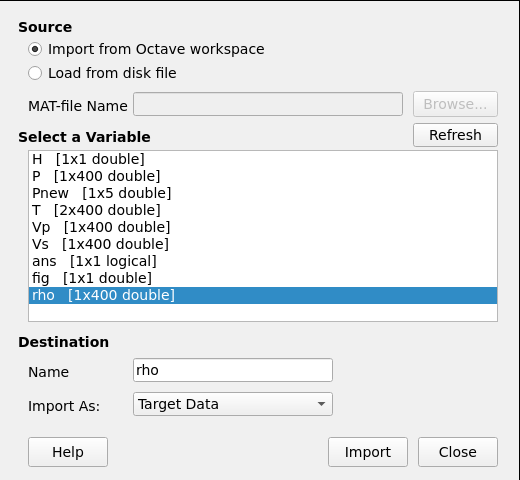 Source
Import from Octave workspace
Load from disk file
MAT-file Name Browse...
Select a Variable Refresh
H [1x1 double]
P [1x400 double]
Pnew [1x5 double]
T [2x400 double]
Vp [1x400 double]
Vs [1x400 double]
ans [1x1 logical]
fig [1x1 double]
rho [1x400 double]
Destination
Name rho
Import As: Target Data
Help Import Close